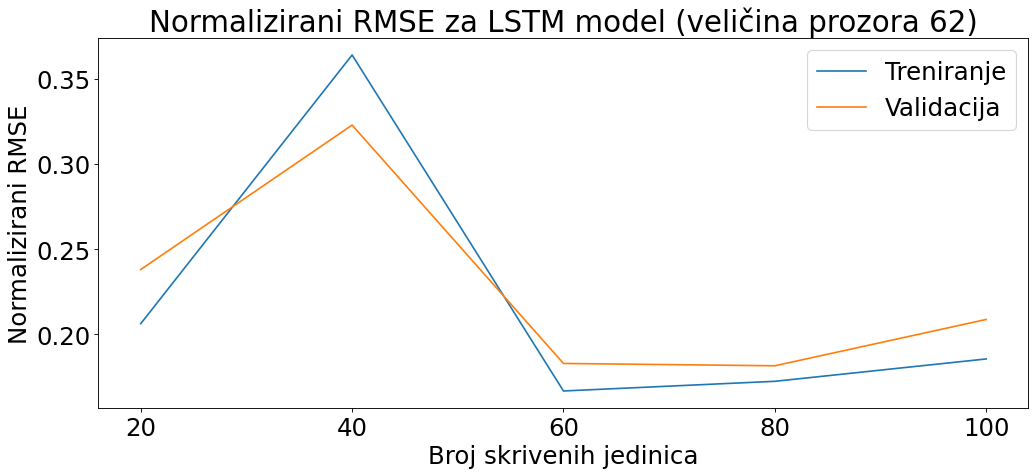 Normalizirani RMSE za LSTM model (veličina prozora 62)
Treniranje
Validacija
Normalizirani RMSE
0.35
0.30
0.25
0.20
20 40 60 80 100
Broj skrivenih jedinica